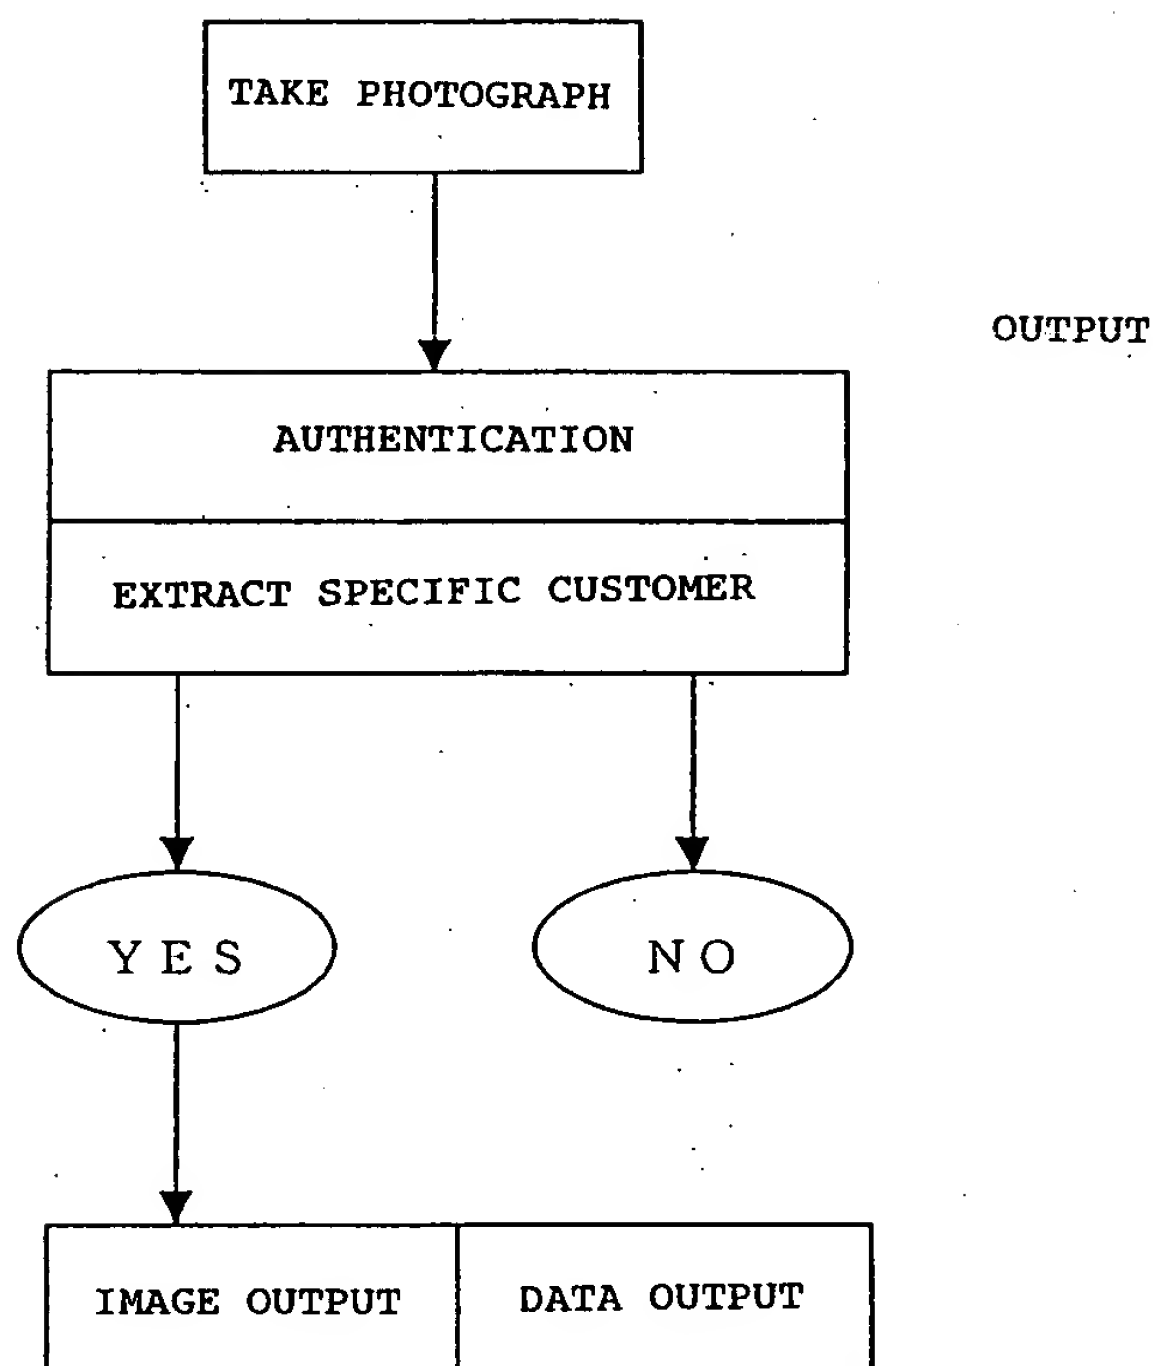 TAKE PHOTOGRAPH
OUTPUT
AUTHENTICATION
EXTRACT SPECIFIC CUSTOMER
YES
NO
IMAGE OUTPUT
DATA OUTPUT